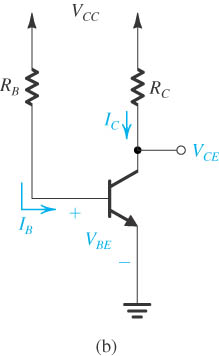 V_CC
R_B
R_C
I_C
V_CE
I_B
+
V_BE
−
(b)